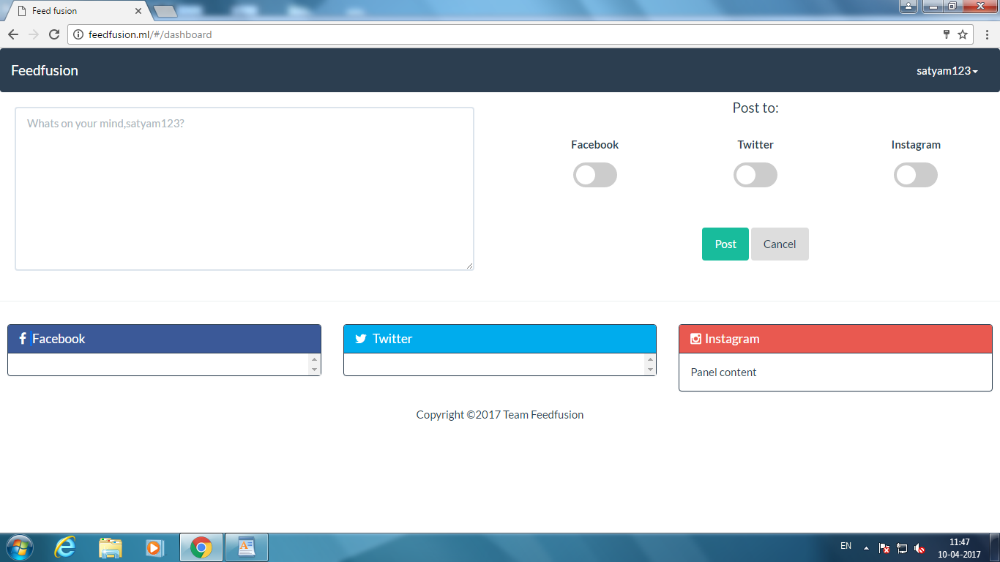 Feed fusion
feedfusion.ml/#/dashboard
Feedfusion
satyam123
Whats on your mind,satyam123?
Post to:
Facebook Twitter Instagram
Post Cancel
Facebook Twitter Instagram
Panel content
Copyright ©2017 Team Feedfusion
EN
11:47
10-04-2017